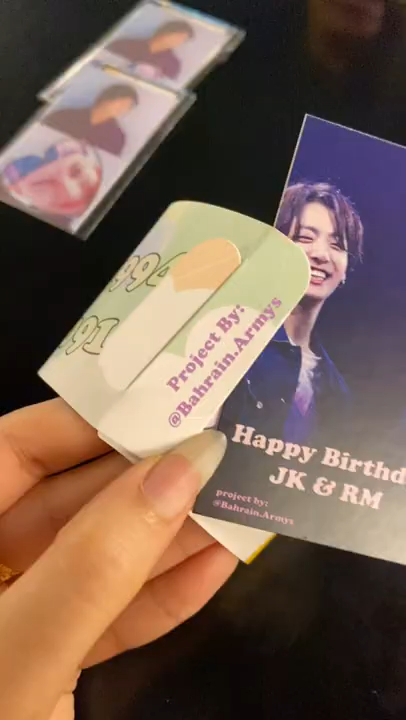 Project By:
@Bahrain.Armys
Happy Birthd
JK & RM
project by:
@Bahrain.Armys